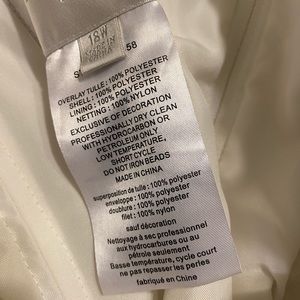 18W
MADE IN
CHINA
58
OVERLAY TULLE : 100% POLYESTER
SHELL : 100% POLYESTER
LINING : 100% POLYESTER
NETTING : 100% NYLON
EXCLUSIVE OF DECORATION
PROFESSIONALLY DRY CLEAN
WITH HYDROCARBON OR
PETROLEUM ONLY
LOW TEMPERATURE,
SHORT CYCLE
DO NOT IRON BEADS
MADE IN CHINA
superposition de tulle : 100% polyester
enveloppe : 100% polyester
doublure : 100% polyester
filet : 100% nylon
sauf décoration
Nettoyage à sec professionnel
aux hydrocarbures ou au
pétrole seulement
Basse température, cycle court
ne pas repasser les perles
fabriqué en Chine